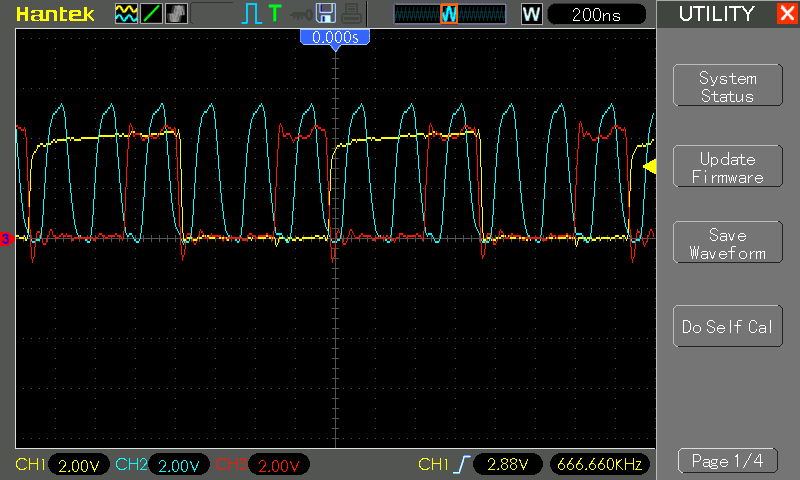 Hantek T W 200ns UTILITY
0.000s
System
Status
Update
Firmware
3
Save
Waveform
Do Self Cal
CH1 2.00V CH2 2.00V CH3 2.00V CH1 2.88V 666.660KHz Page 1/4